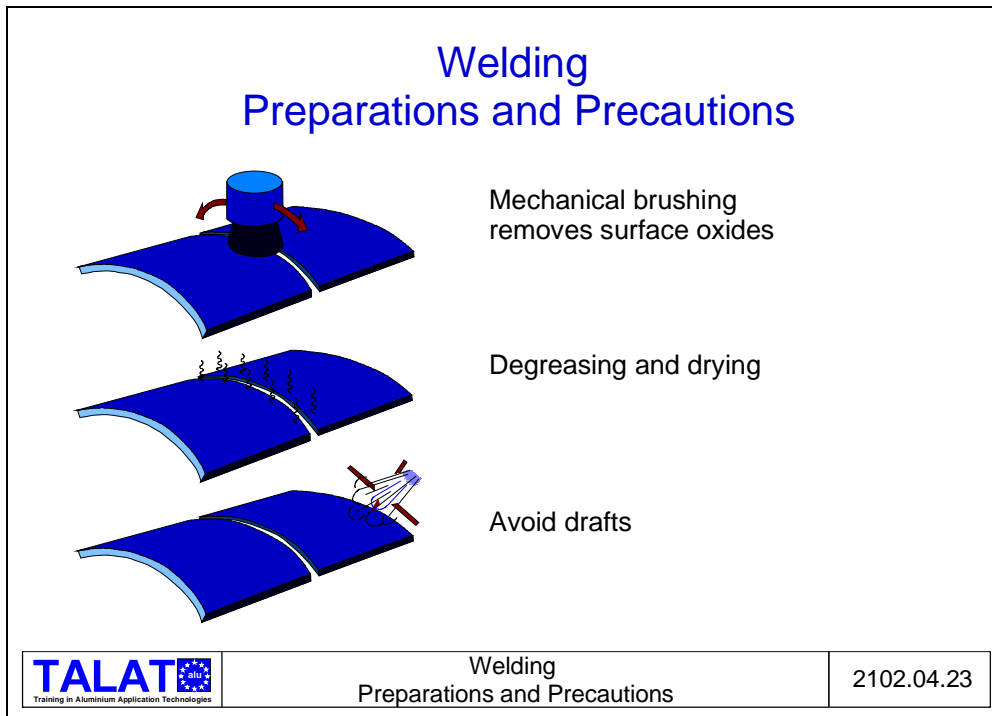 Welding
Preparations and Precautions
Mechanical brushing
removes surface oxides
Degreasing and drying
Avoid drafts
TALAT
alu
Training in Aluminium Application Technologies
Welding
Preparations and Precautions
2102.04.23